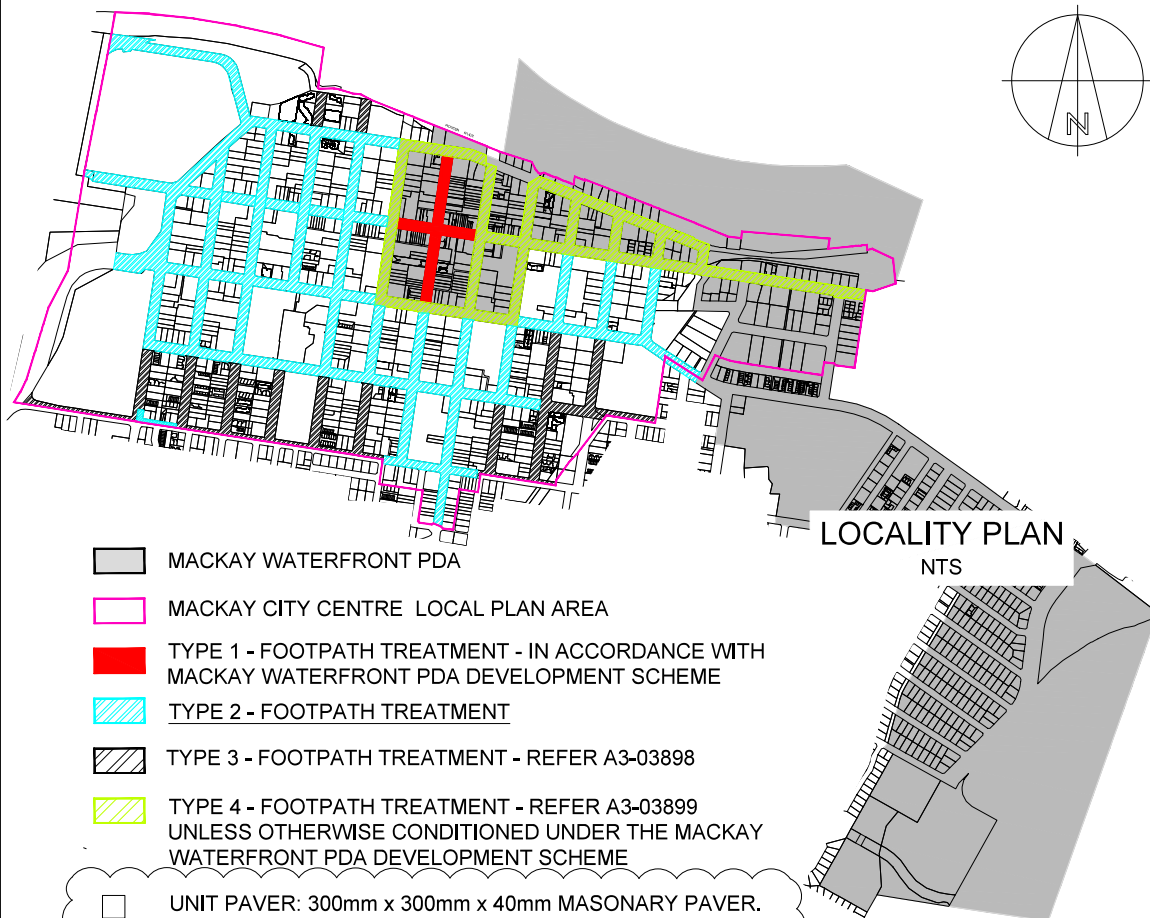 N
PIONEER RIVER
LOCALITY PLAN
NTS
MACKAY WATERFRONT PDA
MACKAY CITY CENTRE LOCAL PLAN AREA
TYPE 1 - FOOTPATH TREATMENT - IN ACCORDANCE WITH
MACKAY WATERFRONT PDA DEVELOPMENT SCHEME
TYPE 2 - FOOTPATH TREATMENT
TYPE 3 - FOOTPATH TREATMENT - REFER A3-03898
TYPE 4 - FOOTPATH TREATMENT - REFER A3-03899
UNLESS OTHERWISE CONDITIONED UNDER THE MACKAY
WATERFRONT PDA DEVELOPMENT SCHEME
UNIT PAVER: 300mm x 300mm x 40mm MASONARY PAVER.